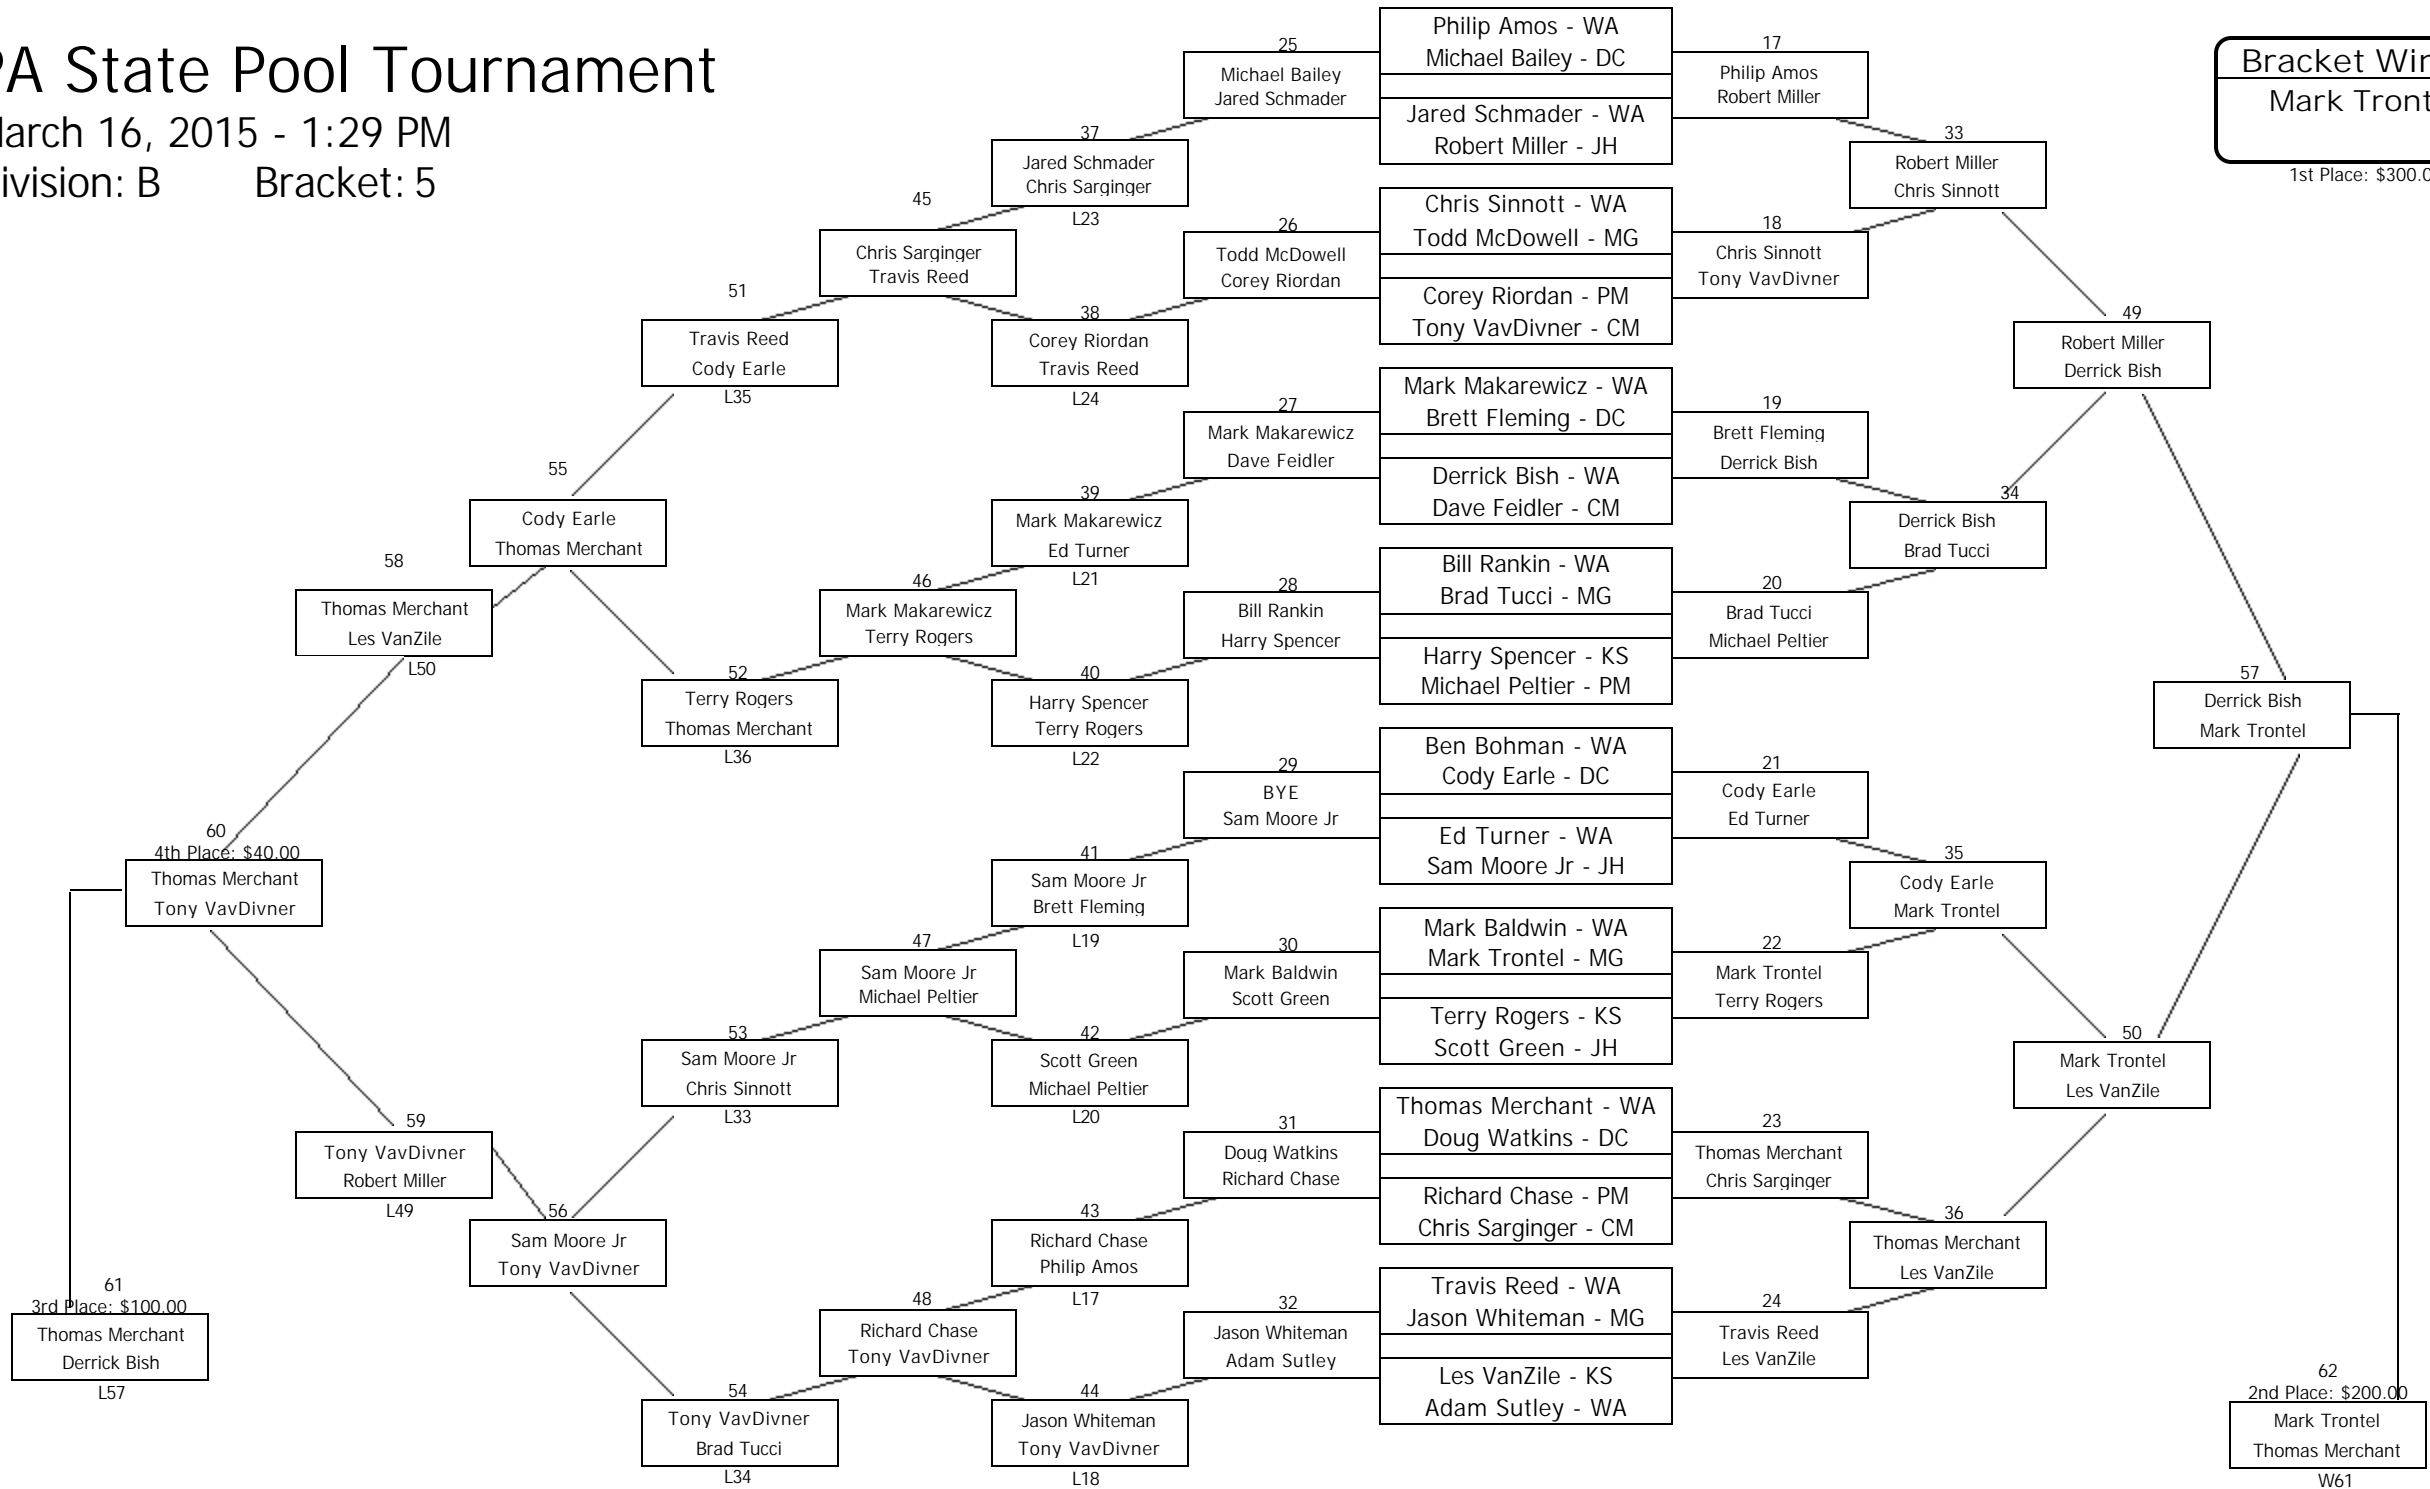 PA State Pool Tournament
March 16, 2015 - 1:29 PM
Division: B Bracket: 5
Bracket Win
Mark Tront
1st Place: $300.0
Philip Amos - WA
Michael Bailey - DC
Jared Schmader - WA
Robert Miller - JH
Chris Sinnott - WA
Todd McDowell - MG
Corey Riordan - PM
Tony VavDivner - CM
Mark Makarewicz - WA
Brett Fleming - DC
Derrick Bish - WA
Dave Feidler - CM
Bill Rankin - WA
Brad Tucci - MG
Harry Spencer - KS
Michael Peltier - PM
Ben Bohman - WA
Cody Earle - DC
Ed Turner - WA
Sam Moore Jr - JH
Mark Baldwin - WA
Mark Trontel - MG
Terry Rogers - KS
Scott Green - JH
Thomas Merchant - WA
Doug Watkins - DC
Richard Chase - PM
Chris Sarginger - CM
Travis Reed - WA
Jason Whiteman - MG
Les VanZile - KS
Adam Sutley - WA
17
Philip Amos
Robert Miller
18
Chris Sinnott
Tony VavDivner
19
Brett Fleming
Derrick Bish
20
Brad Tucci
Michael Peltier
21
Cody Earle
Ed Turner
22
Mark Trontel
Terry Rogers
23
Thomas Merchant
Chris Sarginger
24
Travis Reed
Les VanZile
25
Michael Bailey
Jared Schmader
26
Todd McDowell
Corey Riordan
27
Mark Makarewicz
Dave Feidler
28
Bill Rankin
Harry Spencer
29
BYE
Sam Moore Jr
30
Mark Baldwin
Scott Green
31
Doug Watkins
Richard Chase
32
Jason Whiteman
Adam Sutley
33
Robert Miller
Chris Sinnott
34
Derrick Bish
Brad Tucci
35
Cody Earle
Mark Trontel
36
Thomas Merchant
Les VanZile
37
Jared Schmader
Chris Sarginger
L23
38
Corey Riordan
Travis Reed
L24
39
Mark Makarewicz
Ed Turner
L21
40
Harry Spencer
Terry Rogers
L22
41
Sam Moore Jr
Brett Fleming
L19
42
Scott Green
Michael Peltier
L20
43
Richard Chase
Philip Amos
L17
44
Jason Whiteman
Tony VavDivner
L18
45
Chris Sarginger
Travis Reed
46
Mark Makarewicz
Terry Rogers
47
Sam Moore Jr
Michael Peltier
48
Richard Chase
Tony VavDivner
49
Robert Miller
Derrick Bish
50
Mark Trontel
Les VanZile
51
Travis Reed
Cody Earle
L35
52
Terry Rogers
Thomas Merchant
L36
53
Sam Moore Jr
Chris Sinnott
L33
54
Tony VavDivner
Brad Tucci
L34
55
Cody Earle
Thomas Merchant
56
Sam Moore Jr
Tony VavDivner
57
Derrick Bish
Mark Trontel
58
Thomas Merchant
Les VanZile
L50
59
Tony VavDivner
Robert Miller
L49
60
4th Place: $40.00
Thomas Merchant
Tony VavDivner
61
3rd Place: $100.00
Thomas Merchant
Derrick Bish
L57
62
2nd Place: $200.00
Mark Trontel
Thomas Merchant
W61